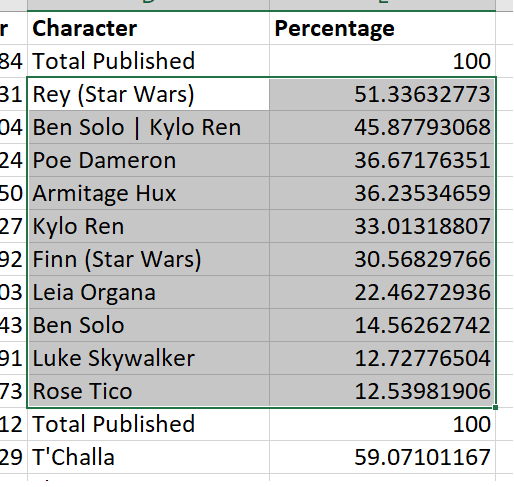 r Character Percentage
84 Total Published 100
31 Rey (Star Wars) 51.33632773
04 Ben Solo | Kylo Ren 45.87793068
24 Poe Dameron 36.67176351
50 Armitage Hux 36.23534659
27 Kylo Ren 33.01318807
92 Finn (Star Wars) 30.56829766
03 Leia Organa 22.46272936
43 Ben Solo 14.56262742
91 Luke Skywalker 12.72776504
73 Rose Tico 12.53981906
12 Total Published 100
29 T'Challa 59.07101167